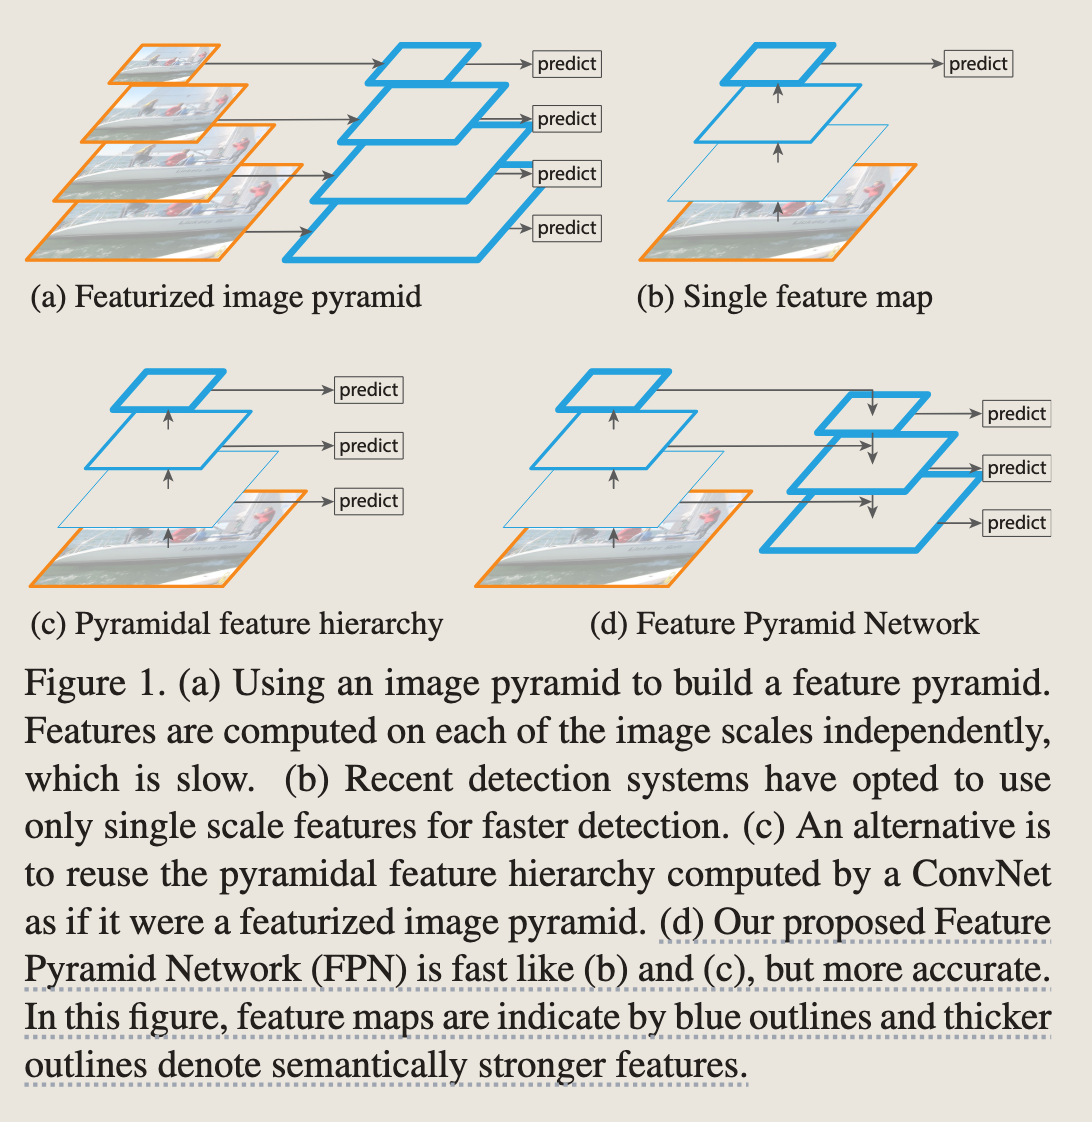 predict
predict
predict
predict
predict
(a) Featurized image pyramid
(b) Single feature map
predict
predict
predict
predict
predict
predict
(c) Pyramidal feature hierarchy
(d) Feature Pyramid Network
Figure 1. (a) Using an image pyramid to build a feature pyramid.
Features are computed on each of the image scales independently,
which is slow. (b) Recent detection systems have opted to use
only single scale features for faster detection. (c) An alternative is
to reuse the pyramidal feature hierarchy computed by a ConvNet
as if it were a featurized image pyramid. (d) Our proposed Feature
Pyramid Network (FPN) is fast like (b) and (c), but more accurate.
In this figure, feature maps are indicate by blue outlines and thicker
outlines denote semantically stronger features.